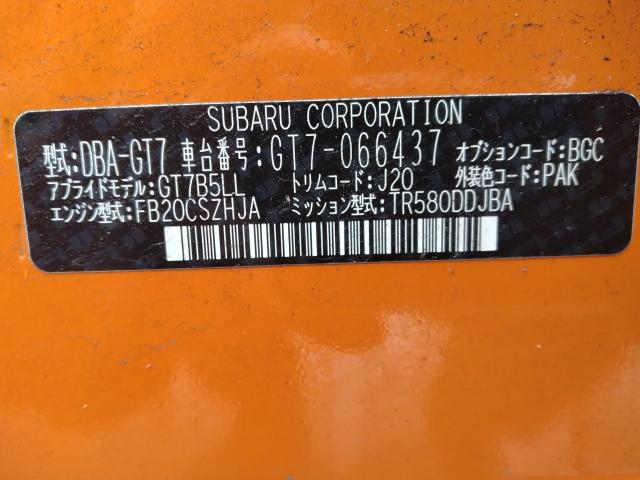 SUBARU CORPORATION
型式:DBA-GT7 車台番号:GT7-066437 オプションコード:BGC
アプライドモデル:GT7B5LL トリムコード:J20 外装色コード:PAK
エンジン型式:FB20CSZHJA ミッション型式:TR580DDJBA